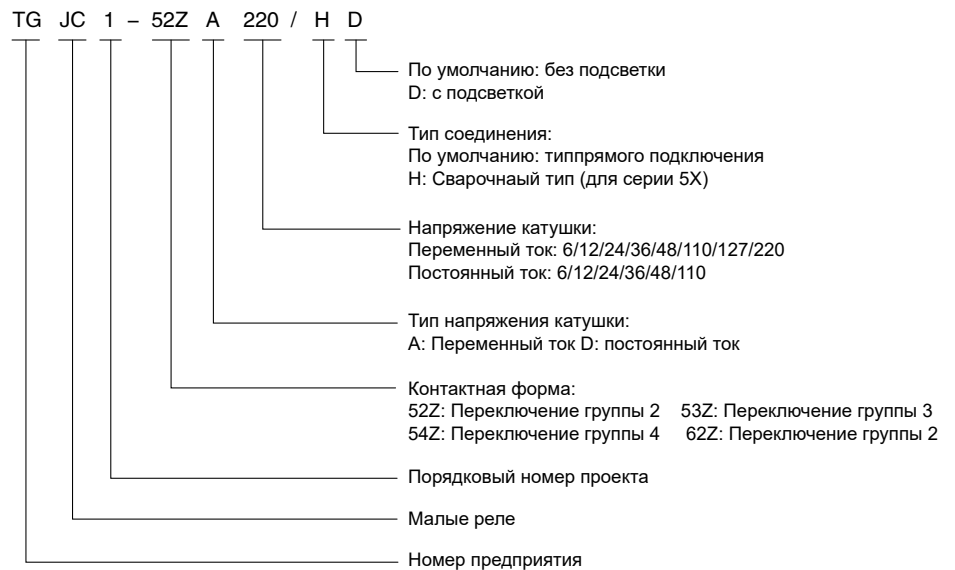 TG JC 1 – 52Z A 220 / H D
По умолчанию: без подсветки
D: с подсветкой
Тип соединения:
По умолчанию: типпрямого подключения
H: Сварочнаый тип (для серии 5X)
Напряжение катушки:
Переменный ток: 6/12/24/36/48/110/127/220
Постоянный ток: 6/12/24/36/48/110
Тип напряжения катушки:
A: Переменный ток D: постоянный ток
Контактная форма:
52Z: Переключение группы 2 53Z: Переключение группы 3
54Z: Переключение группы 4 62Z: Переключение группы 2
Порядковый номер проекта
Малые реле
Номер предприятия